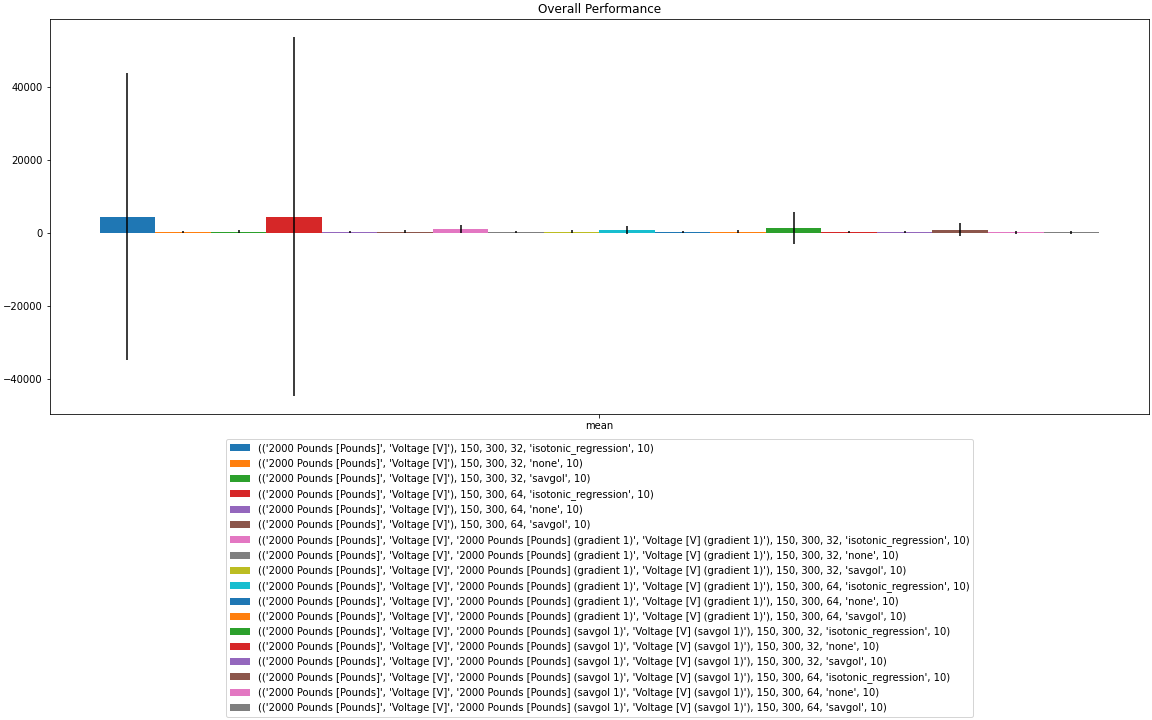 Overall Performance
40000
20000
0
−20000
−40000
mean
(('2000 Pounds [Pounds]', 'Voltage [V]'), 150, 300, 32, 'isotonic_regression', 10)
(('2000 Pounds [Pounds]', 'Voltage [V]'), 150, 300, 32, 'none', 10)
(('2000 Pounds [Pounds]', 'Voltage [V]'), 150, 300, 32, 'savgol', 10)
(('2000 Pounds [Pounds]', 'Voltage [V]'), 150, 300, 64, 'isotonic_regression', 10)
(('2000 Pounds [Pounds]', 'Voltage [V]'), 150, 300, 64, 'none', 10)
(('2000 Pounds [Pounds]', 'Voltage [V]'), 150, 300, 64, 'savgol', 10)
(('2000 Pounds [Pounds]', 'Voltage [V]', '2000 Pounds [Pounds] (gradient 1)', 'Voltage [V] (gradient 1)'), 150, 300, 32, 'isotonic_regression', 10)
(('2000 Pounds [Pounds]', 'Voltage [V]', '2000 Pounds [Pounds] (gradient 1)', 'Voltage [V] (gradient 1)'), 150, 300, 32, 'none', 10)
(('2000 Pounds [Pounds]', 'Voltage [V]', '2000 Pounds [Pounds] (gradient 1)', 'Voltage [V] (gradient 1)'), 150, 300, 32, 'savgol', 10)
(('2000 Pounds [Pounds]', 'Voltage [V]', '2000 Pounds [Pounds] (gradient 1)', 'Voltage [V] (gradient 1)'), 150, 300, 64, 'isotonic_regression', 10)
(('2000 Pounds [Pounds]', 'Voltage [V]', '2000 Pounds [Pounds] (gradient 1)', 'Voltage [V] (gradient 1)'), 150, 300, 64, 'none', 10)
(('2000 Pounds [Pounds]', 'Voltage [V]', '2000 Pounds [Pounds] (gradient 1)', 'Voltage [V] (gradient 1)'), 150, 300, 64, 'savgol', 10)
(('2000 Pounds [Pounds]', 'Voltage [V]', '2000 Pounds [Pounds] (savgol 1)', 'Voltage [V] (savgol 1)'), 150, 300, 32, 'isotonic_regression', 10)
(('2000 Pounds [Pounds]', 'Voltage [V]', '2000 Pounds [Pounds] (savgol 1)', 'Voltage [V] (savgol 1)'), 150, 300, 32, 'none', 10)
(('2000 Pounds [Pounds]', 'Voltage [V]', '2000 Pounds [Pounds] (savgol 1)', 'Voltage [V] (savgol 1)'), 150, 300, 32, 'savgol', 10)
(('2000 Pounds [Pounds]', 'Voltage [V]', '2000 Pounds [Pounds] (savgol 1)', 'Voltage [V] (savgol 1)'), 150, 300, 64, 'isotonic_regression', 10)
(('2000 Pounds [Pounds]', 'Voltage [V]', '2000 Pounds [Pounds] (savgol 1)', 'Voltage [V] (savgol 1)'), 150, 300, 64, 'none', 10)
(('2000 Pounds [Pounds]', 'Voltage [V]', '2000 Pounds [Pounds] (savgol 1)', 'Voltage [V] (savgol 1)'), 150, 300, 64, 'savgol', 10)